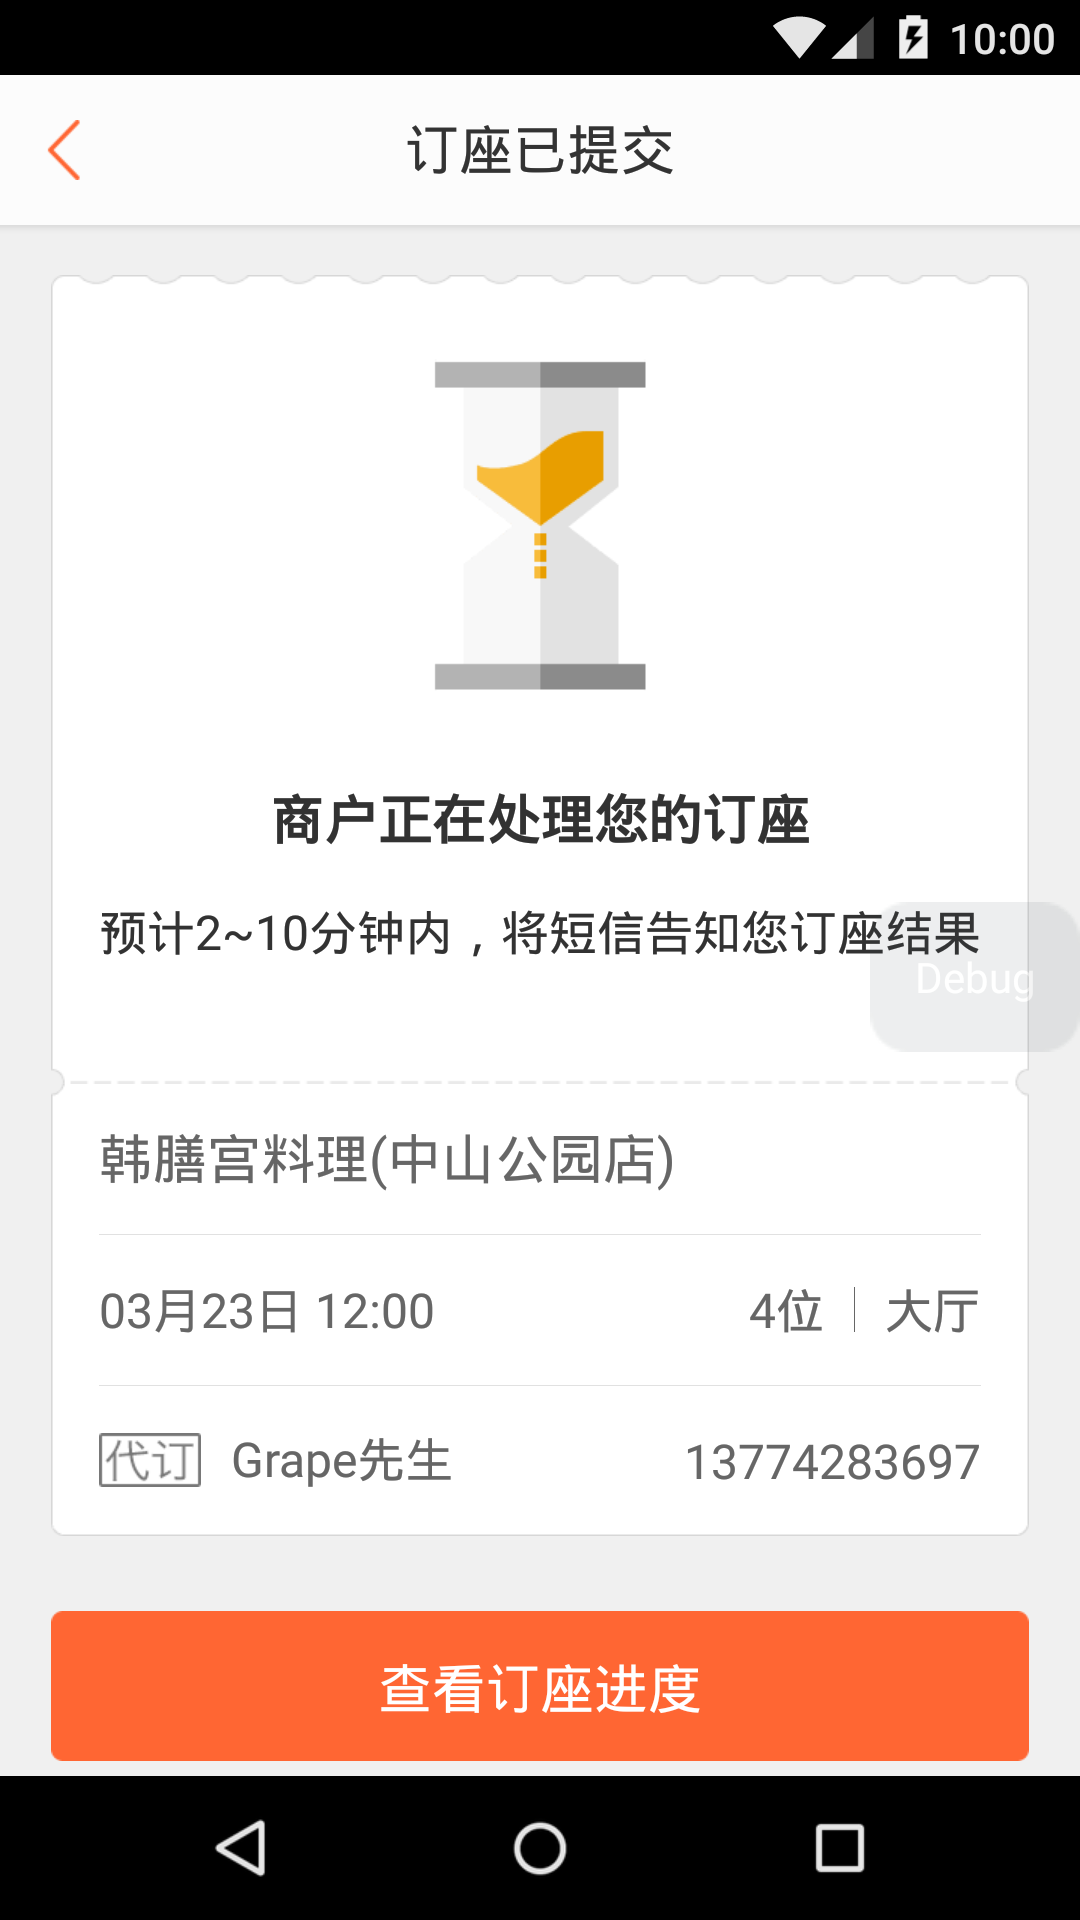 10:00
订座已提交
商户正在处理您的订座
预计2~10分钟内，将短信告知您订座结果
Debug
韩膳宫料理(中山公园店)
03月23日 12:00 4位 大厅
代订 Grape先生 13774283697
查看订座进度